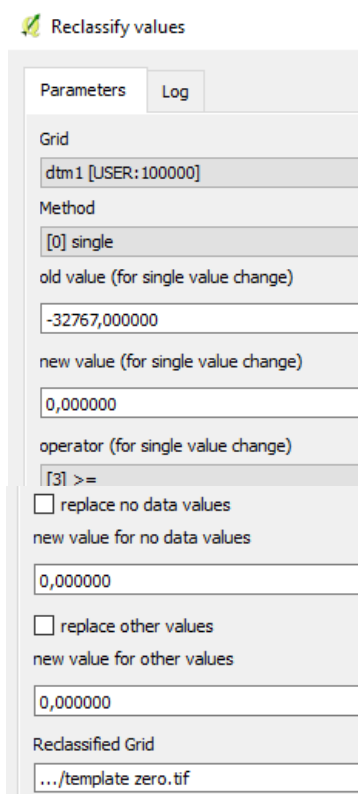 Reclassify values
Parameters
Log
Grid
dtm1 [USER:100000]
Method
[0] single
old value (for single value change)
-32767,000000
new value (for single value change)
0,000000
operator (for single value change)
[3] >=
replace no data values
new value for no data values
0,000000
replace other values
new value for other values
0,000000
Reclassified Grid
.../template zero.tif